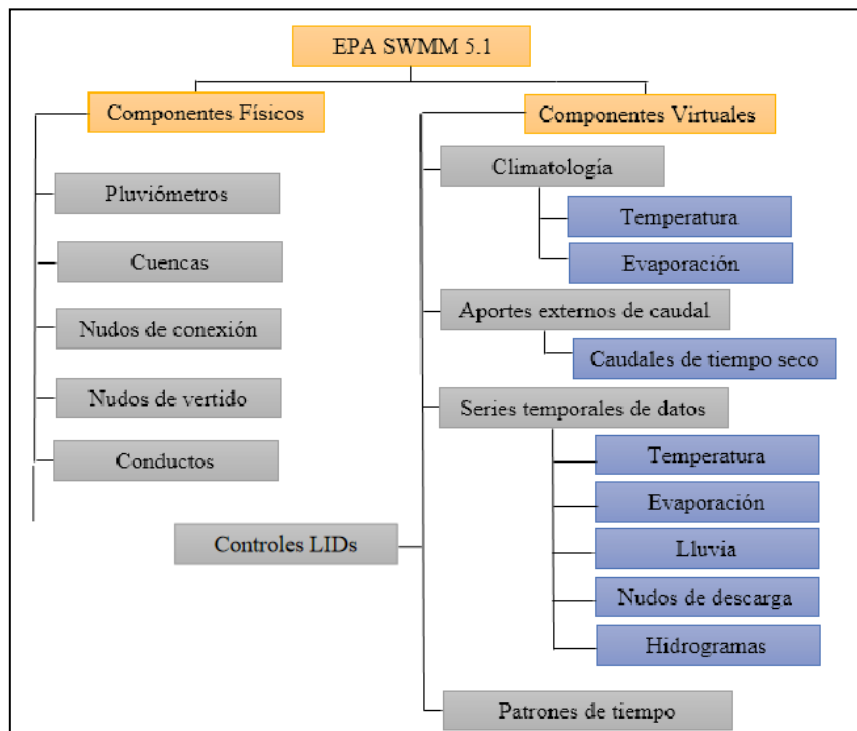 EPA SWMM 5.1
Componentes Físicos
Pluviómetros
Cuencas
Nudos de conexión
Nudos de vertido
Conductos
Componentes Virtuales
Climatología
Temperatura
Evaporación
Aportes externos de caudal
Caudales de tiempo seco
Series temporales de datos
Temperatura
Evaporación
Lluvia
Nudos de descarga
Hidrogramas
Controles LIDs
Patrones de tiempo